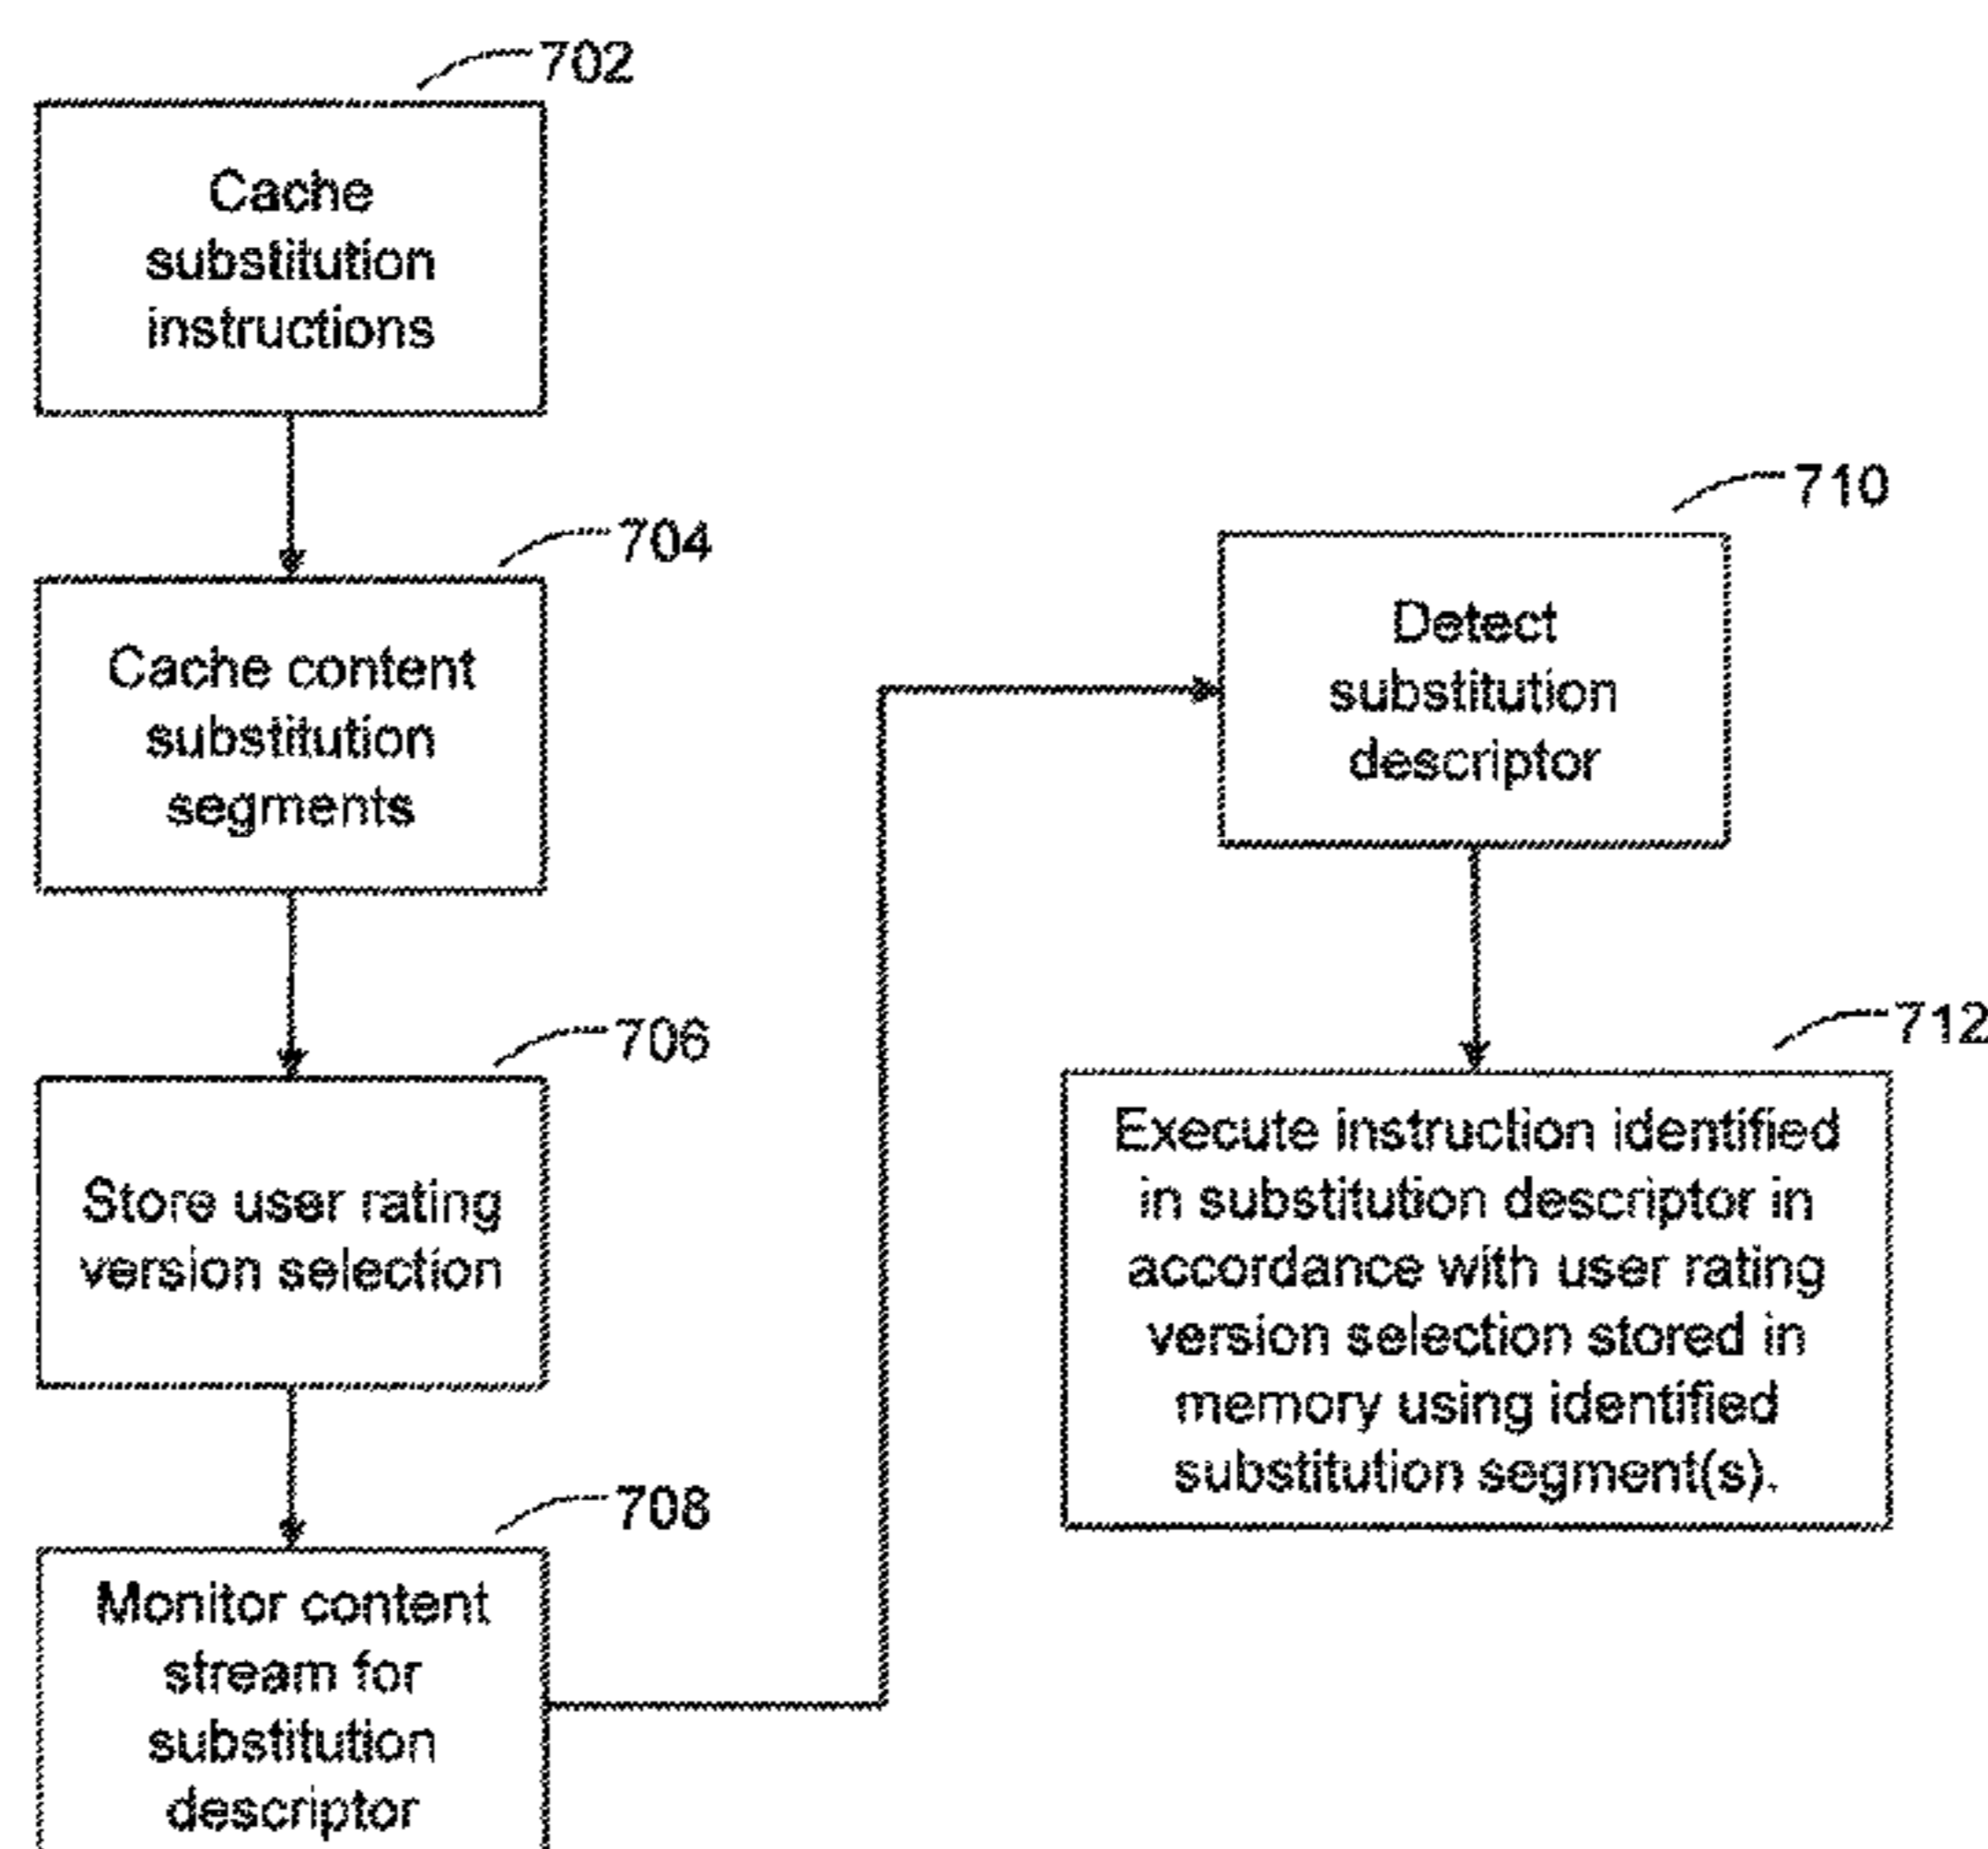 702
Cache
substitution
instructions
704
Cache content
substitution
segments
706
Store user rating
version selection
708
Monitor content
stream for
substitution
descriptor
710
Detect
substitution
descriptor
712
Execute instruction identified
in substitution descriptor in
accordance with user rating
version selection stored in
memory using identified
substitution segment(s).